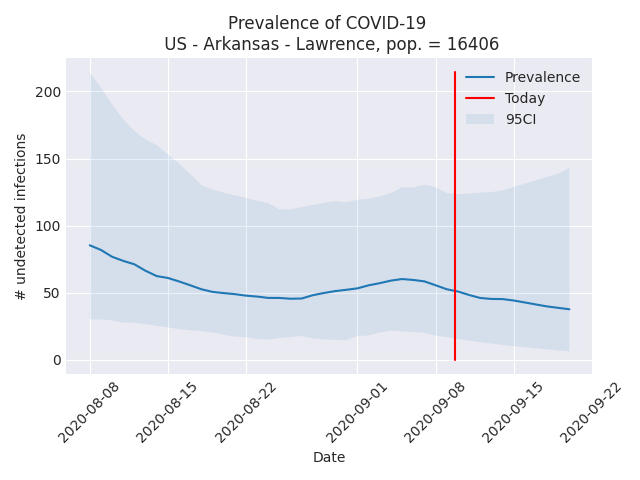 Prevalence of COVID-19
US - Arkansas - Lawrence, pop. = 16406
Prevalence
Today
95CI
200
150
100
50
0
# undetected infections
2020-08-08
2020-08-15
2020-08-22
2020-09-01
2020-09-08
2020-09-15
2020-09-22
Date